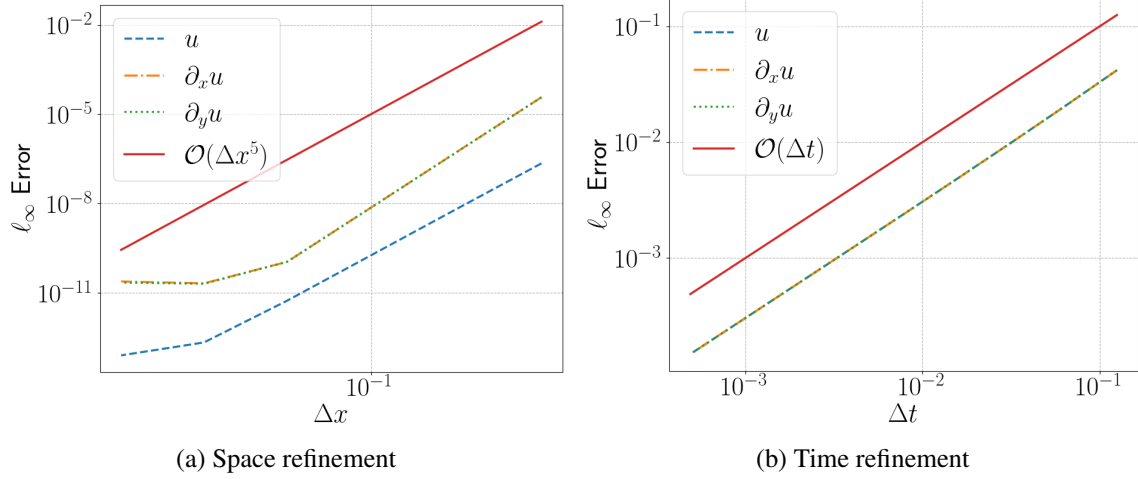 10⁻²
10⁻⁵
10⁻⁸
10⁻¹¹
ℓ∞ Error
u
∂ₓu
∂ᵧu
𝒪(Δx⁵)
10⁻¹
Δx
(a) Space refinement
10⁻¹
10⁻²
10⁻³
ℓ∞ Error
u
∂ₓu
∂ᵧu
𝒪(Δt)
10⁻³
10⁻²
10⁻¹
Δt
(b) Time refinement